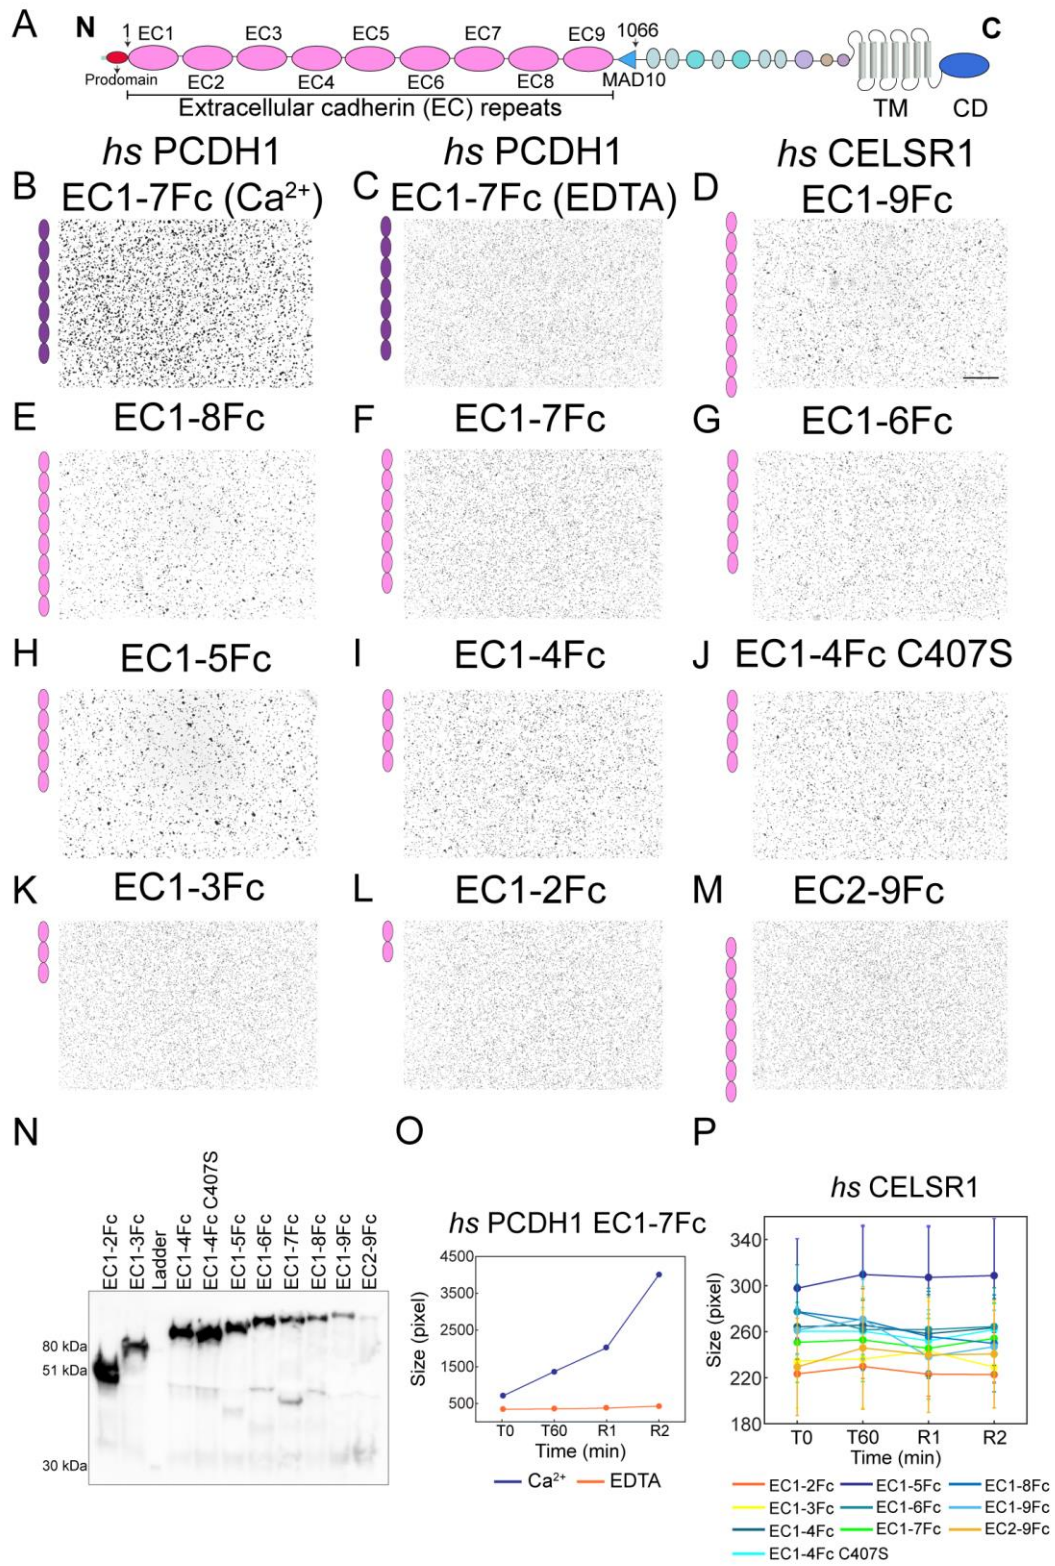 A
N
1
EC1
EC3
EC5
EC7
EC9
1066
C
Prodomain
EC2
EC4
EC6
EC8
MAD10
Extracellular cadherin (EC) repeats
TM
CD
hs PCDH1
hs PCDH1
hs CELSR1
B
EC1-7Fc (Ca²⁺)
C
EC1-7Fc (EDTA)
D
EC1-9Fc
E
EC1-8Fc
F
EC1-7Fc
G
EC1-6Fc
H
EC1-5Fc
I
EC1-4Fc
J
EC1-4Fc C407S
K
EC1-3Fc
L
EC1-2Fc
M
EC2-9Fc
N
EC1-2Fc
EC1-3Fc
Ladder
EC1-4Fc
EC1-4Fc C407S
EC1-5Fc
EC1-6Fc
EC1-7Fc
EC1-8Fc
EC1-9Fc
EC2-9Fc
80 kDa
51 kDa
30 kDa
O
hs PCDH1 EC1-7Fc
4500
3500
2500
1500
500
Size (pixel)
T0
T60
R1
R2
Time (min)
Ca²⁺
EDTA
P
hs CELSR1
340
300
260
220
180
Size (pixel)
T0
T60
R1
R2
Time (min)
EC1-2Fc
EC1-5Fc
EC1-8Fc
EC1-3Fc
EC1-6Fc
EC1-9Fc
EC1-4Fc
EC1-7Fc
EC2-9Fc
EC1-4Fc C407S